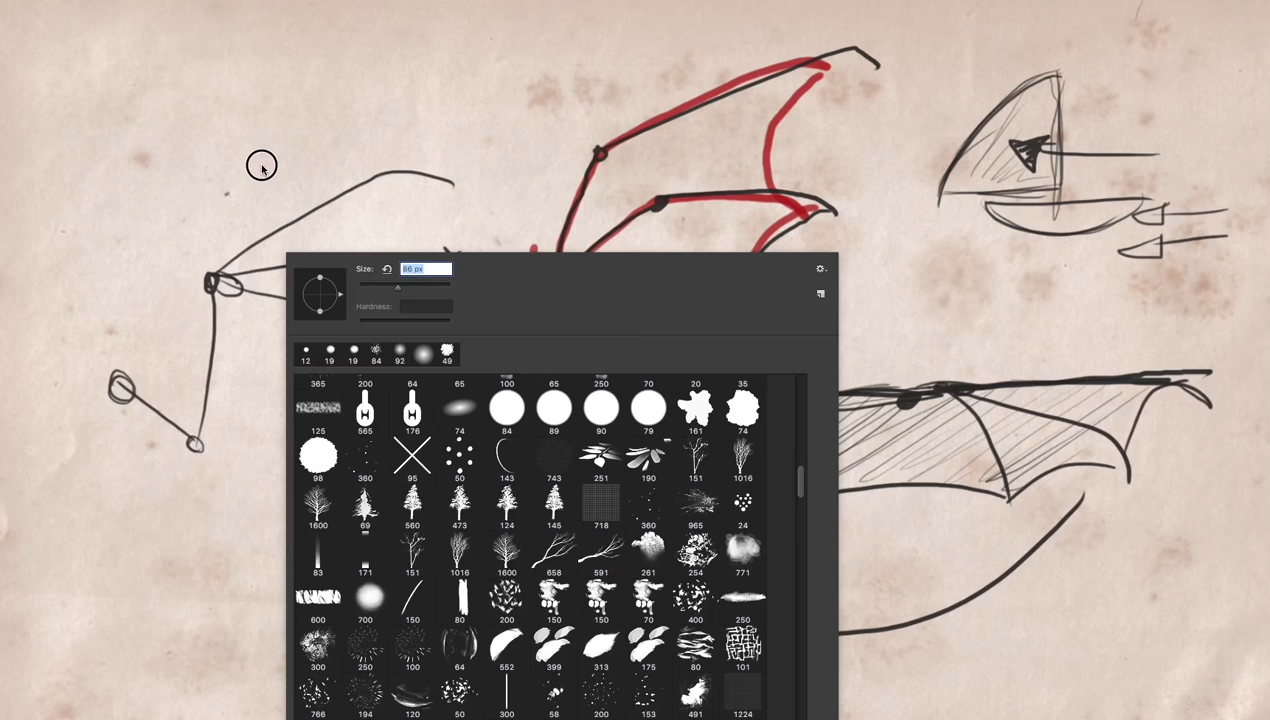 Size: 86 px
Hardness:
12 19 19 84 92 49
365 200 64 65 100 65 250 70 20 35
125 565 176 74 84 89 90 79 161 74
98 360 95 50 143 743 251 190 151 1016
1600 69 560 473 124 145 718 360 965 24
83 171 151 1016 1600 658 591 261 254 771
600 700 150 80 200 150 150 70 400 250
300 250 100 64 552 399 313 175 80 101
766 194 120 50 300 58 200 153 491 1224